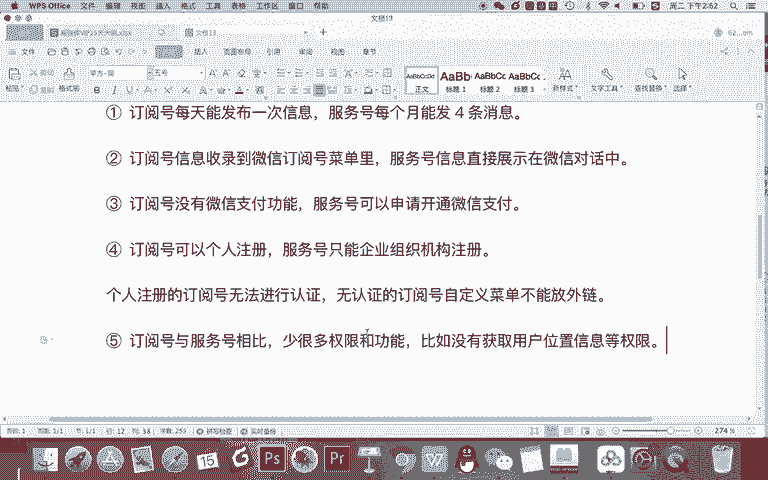 WPS Office 文件 编辑 视图 插入 格式 工具 表格 工作区 窗口 帮助
周二 下午2:52
文档13
文档13
文件
插入 页面布局 引用 审阅 视图 章节
粘贴 格式刷
正文 标题 1 标题 2 标题 3 新样式 文字工具 查找替换 选择
① 订阅号每天能发布一次信息，服务号每个月能发 4 条消息。
② 订阅号信息收录到微信订阅号菜单里，服务号信息直接展示在微信对话中。
③ 订阅号没有微信支付功能，服务号可以申请开通微信支付。
④ 订阅号可以个人注册，服务号只能企业组织机构注册。
个人注册的订阅号无法进行认证，无认证的订阅号自定义菜单不能放外链。
⑤ 订阅号与服务号相比，少很多权限和功能，比如没有获取用户位置信息等权限。
页码: 1 页面: 1/1 节: 1/1 行: 12 列: 38 字数: 253 拼写检查 实时备份 274 %
15
Ps
Pr